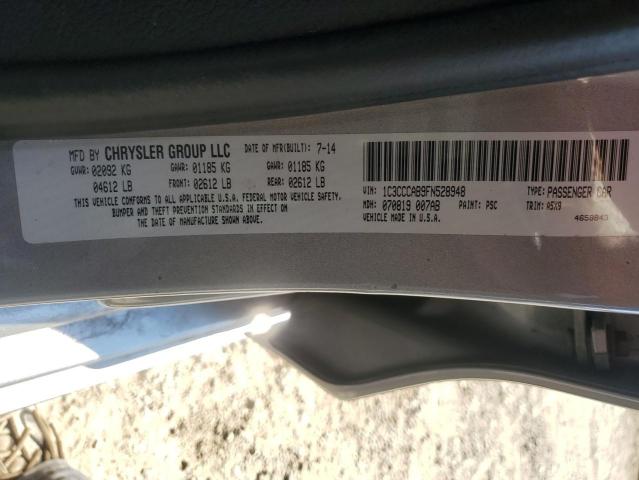 MFD BY CHRYSLER GROUP LLC DATE OF MFR(BUILT): 7-14
GVWR: 02092 KG GAWR: 01185 KG GAWR: 01185 KG
04612 LB FRONT: 02612 LB REAR: 02612 LB
THIS VEHICLE CONFORMS TO ALL APPLICABLE U.S.A. FEDERAL MOTOR VEHICLE SAFETY,
BUMPER AND THEFT PREVENTION STANDARDS IN EFFECT ON THE
DATE OF MANUFACTURE SHOWN ABOVE.
VIN: 1C3CCCAB9FN528948 TYPE: PASSENGER CAR
MDH: 070819 007AB PAINT: PSC TRIM: A5X9
VEHICLE MADE IN U.S.A. 4658843